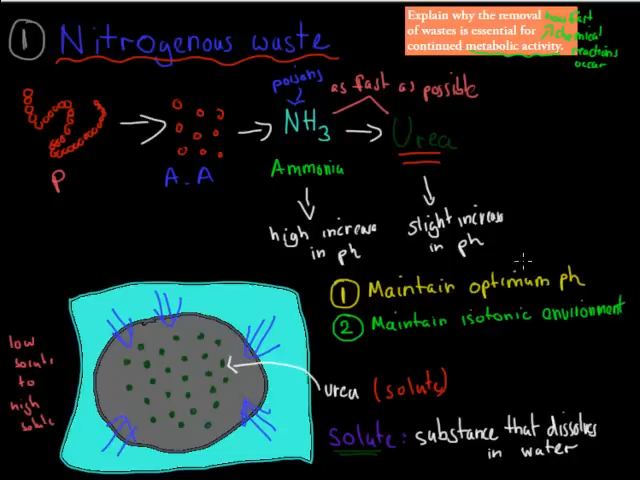 ① Nitrogenous waste
Explain why the removal
of wastes is essential for
continued metabolic activity.
how fast
chemical
reactions
occur
poisons
as fast as possible
P
A.A
NH3
Urea
Ammonia
high increase
in ph
slight increase
in ph
① Maintain optimum ph
② Maintain isotonic environment
low
solute
to
high
solute
urea (solute)
solute: substance that dissolves
in water